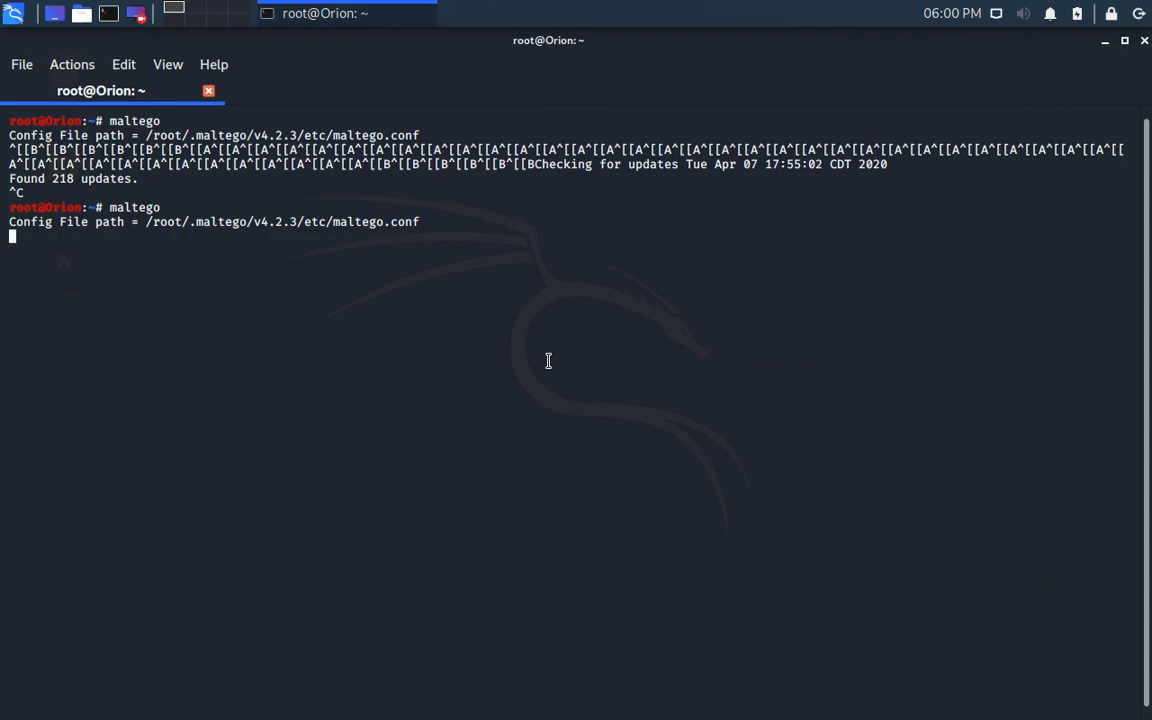 root@Orion: ~
06:00 PM
root@Orion: ~
File Actions Edit View Help
root@Orion: ~
root@Orion:~# maltego
Config File path = /root/.maltego/v4.2.3/etc/maltego.conf
^[[B^[[B^[[B^[[B^[[B^[[B^[[A^[[A^[[A^[[A^[[A^[[A^[[A^[[A^[[A^[[A^[[A^[[A^[[A^[[A^[[A^[[A^[[A^[[A^[[A^[[A^[[A^[[A^[[A^[[A^[[A^[[A^[[A^[[A^[[A^[[A^[[A^[[A^[[
A^[[A^[[A^[[A^[[A^[[A^[[A^[[A^[[A^[[A^[[A^[[A^[[A^[[B^[[B^[[B^[[B^[[B^[[BChecking for updates Tue Apr 07 17:55:02 CDT 2020
Found 218 updates.
^C
root@Orion:~# maltego
Config File path = /root/.maltego/v4.2.3/etc/maltego.conf